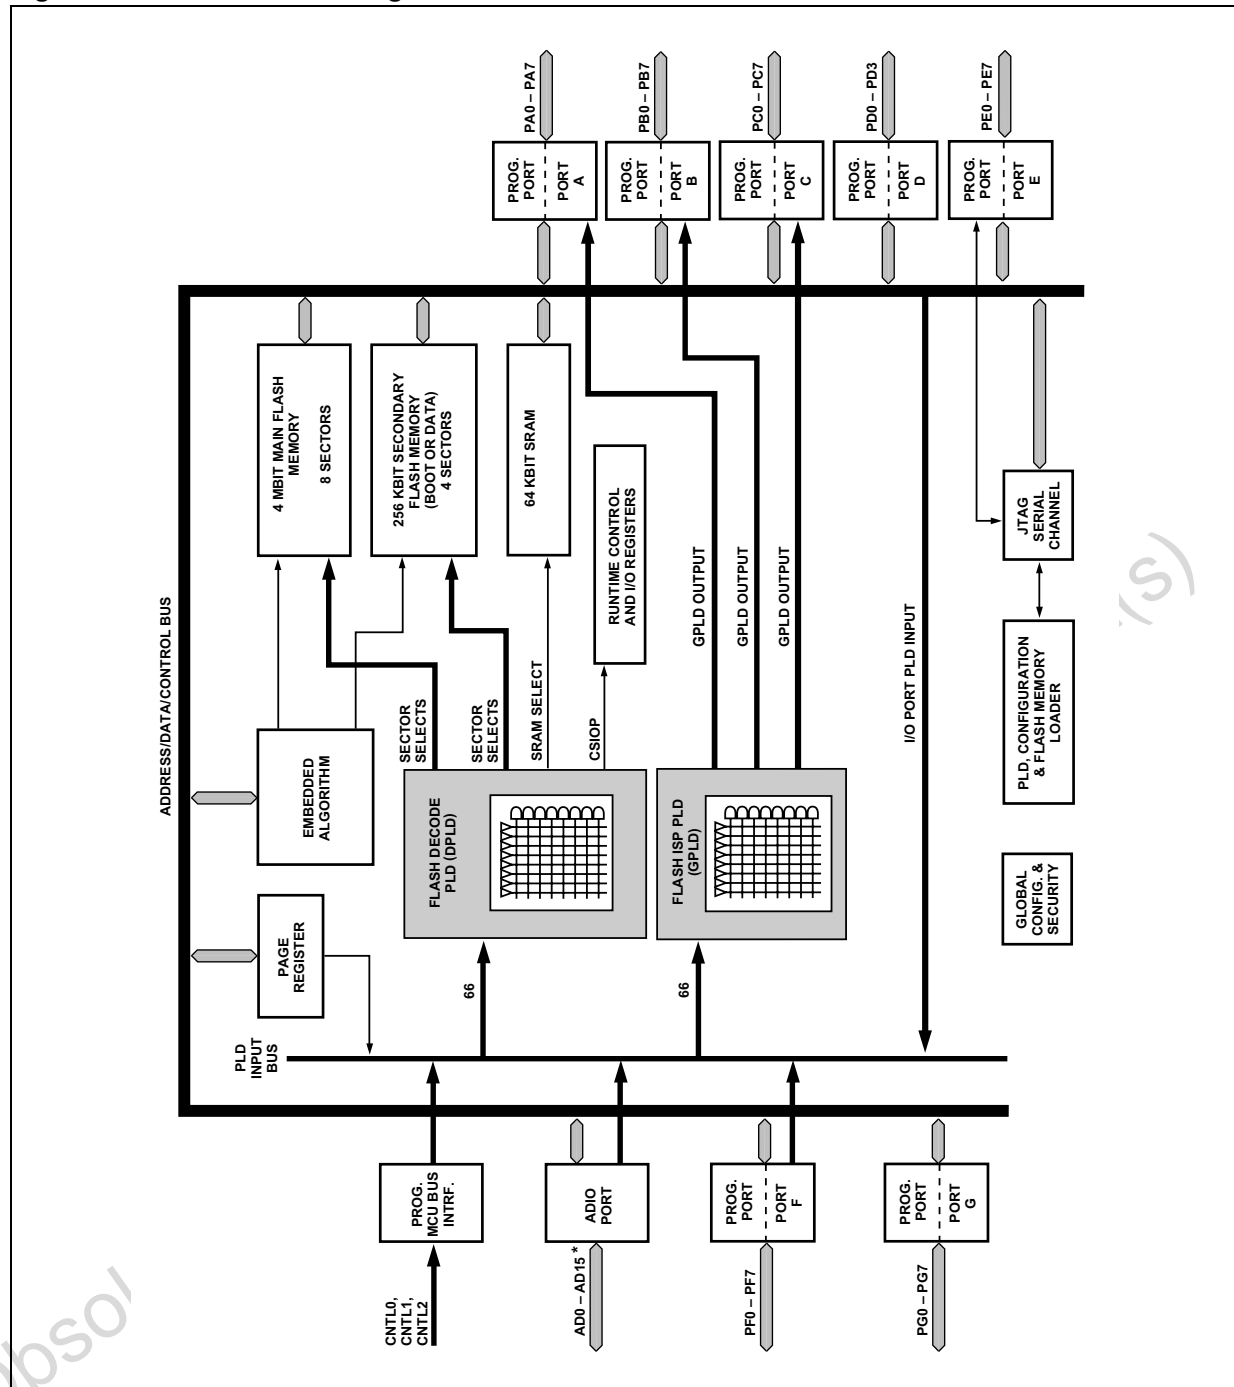 ADDRESS/DATA/CONTROL BUS
CNTL0,
CNTL1,
CNTL2
PROG.
MCU BUS
INTRF.
AD0 – AD15 *
ADIO
PORT
PF0 – PF7
PROG.
PORT
PORT
F
PG0 – PG7
PROG.
PORT
PORT
G
PLD
INPUT
BUS
PAGE
REGISTER
EMBEDDED
ALGORITHM
66
66
FLASH DECODE
PLD (DPLD)
FLASH ISP PLD
(GPLD)
SECTOR
SELECTS
SECTOR
SELECTS
SRAM SELECT
CSIOP
4 MBIT MAIN FLASH
MEMORY
8 SECTORS
256 KBIT SECONDARY
FLASH MEMORY
(BOOT OR DATA)
4 SECTORS
64 KBIT SRAM
RUNTIME CONTROL
AND I/O REGISTERS
GPLD OUTPUT
GPLD OUTPUT
GPLD OUTPUT
I/O PORT PLD INPUT
GLOBAL
CONFIG. &
SECURITY
PLD, CONFIGURATION
& FLASH MEMORY
LOADER
JTAG
SERIAL
CHANNEL
PROG.
PORT
PORT
A
PA0 – PA7
PROG.
PORT
PORT
B
PB0 – PB7
PROG.
PORT
PORT
C
PC0 – PC7
PROG.
PORT
PORT
D
PD0 – PD3
PROG.
PORT
PORT
E
PE0 – PE7